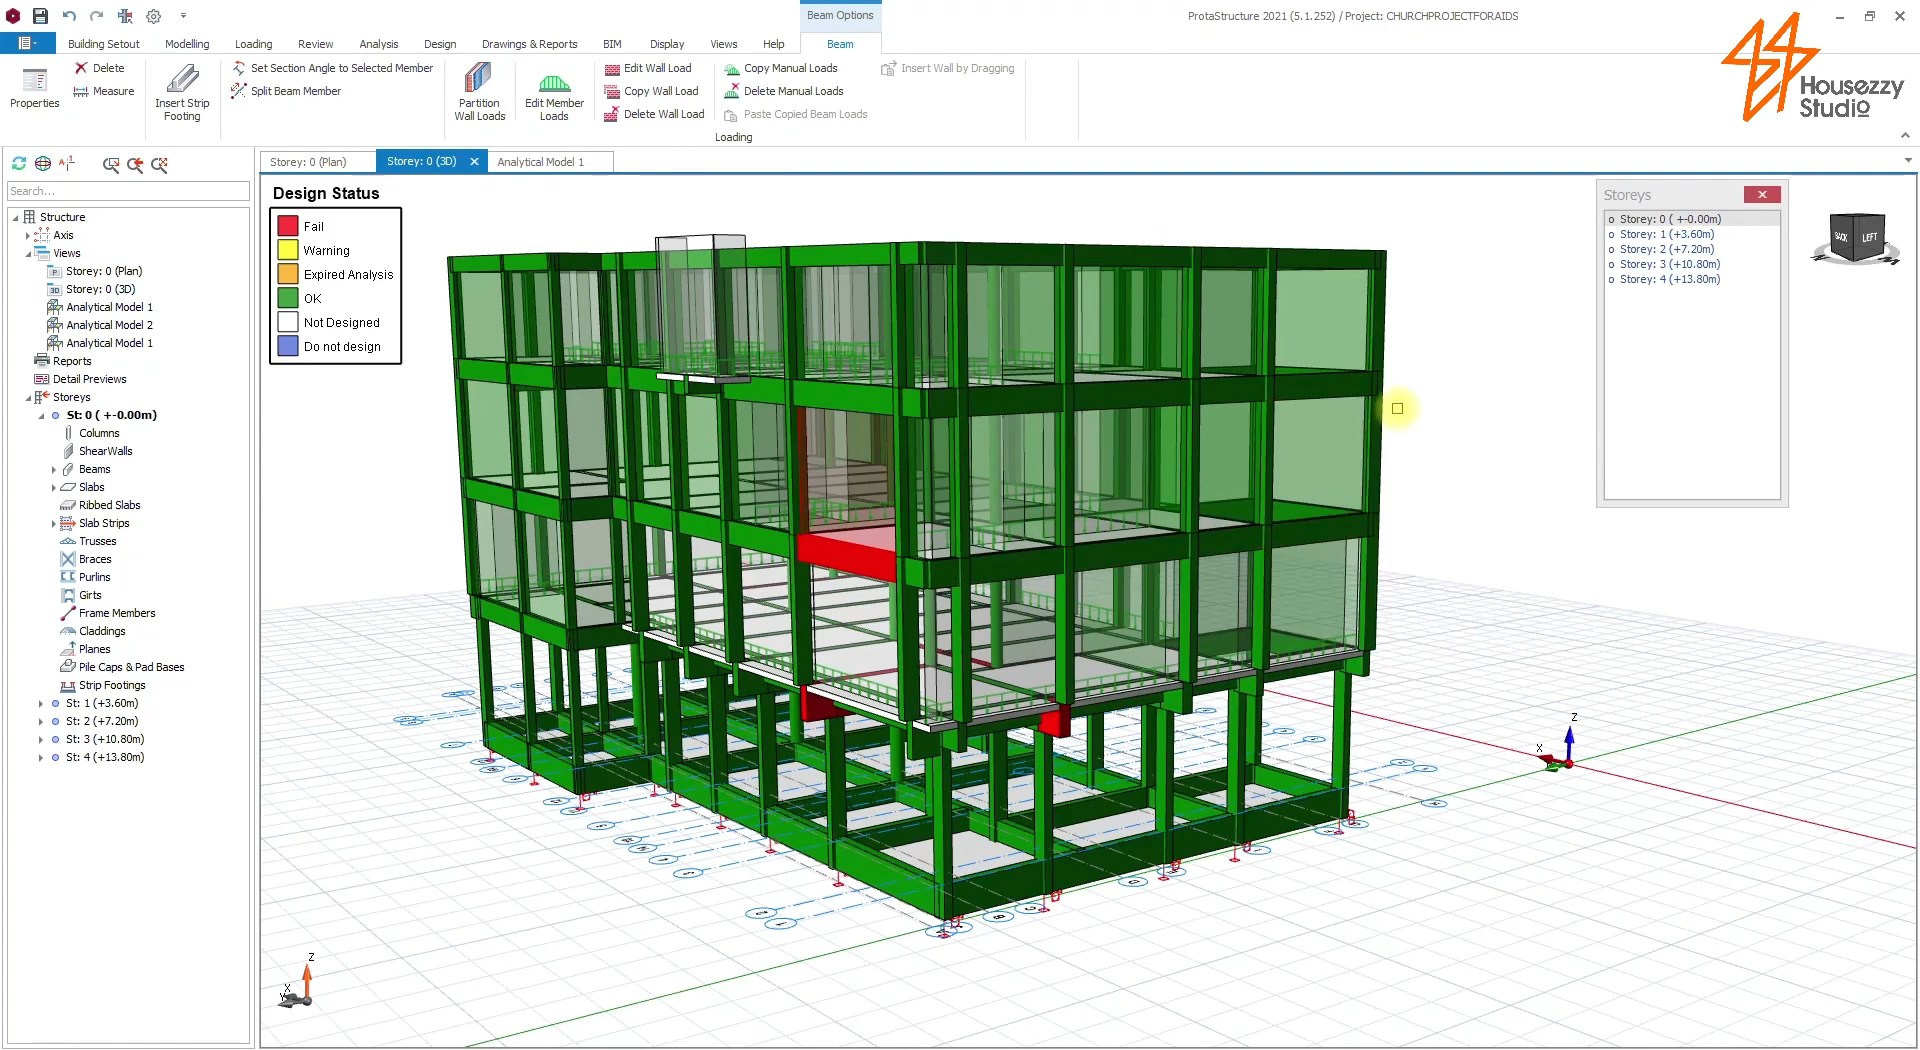 Beam Options
ProtaStructure 2021 (5.1.252) / Project: CHURCHPROJECTFORAIDS
Building Setout
Modelling
Loading
Review
Analysis
Design
Drawings & Reports
BIM
Display
Views
Help
Beam
Properties
Delete
Measure
Insert Strip
Footing
Set Section Angle to Selected Member
Split Beam Member
Partition
Wall Loads
Edit Member
Loads
Edit Wall Load
Copy Wall Load
Delete Wall Load
Copy Manual Loads
Delete Manual Loads
Paste Copied Beam Loads
Insert Wall by Dragging
Loading
Housezzy
Studio
Search...
Structure
Axis
Views
Storey: 0 (Plan)
Storey: 0 (3D)
Analytical Model 1
Analytical Model 2
Analytical Model 1
Reports
Detail Previews
Storeys
St: 0 ( +-0.00m)
Columns
ShearWalls
Beams
Slabs
Ribbed Slabs
Slab Strips
Trusses
Braces
Purlins
Girts
Frame Members
Claddings
Planes
Pile Caps & Pad Bases
Strip Footings
St: 1 (+3.60m)
St: 2 (+7.20m)
St: 3 (+10.80m)
St: 4 (+13.80m)
Storey: 0 (Plan)
Storey: 0 (3D)
Analytical Model 1
Design Status
Fail
Warning
Expired Analysis
OK
Not Designed
Do not design
Storeys
Storey: 0 ( +-0.00m)
Storey: 1 (+3.60m)
Storey: 2 (+7.20m)
Storey: 3 (+10.80m)
Storey: 4 (+13.80m)
BACK
LEFT
Z
X
Z
X
Y